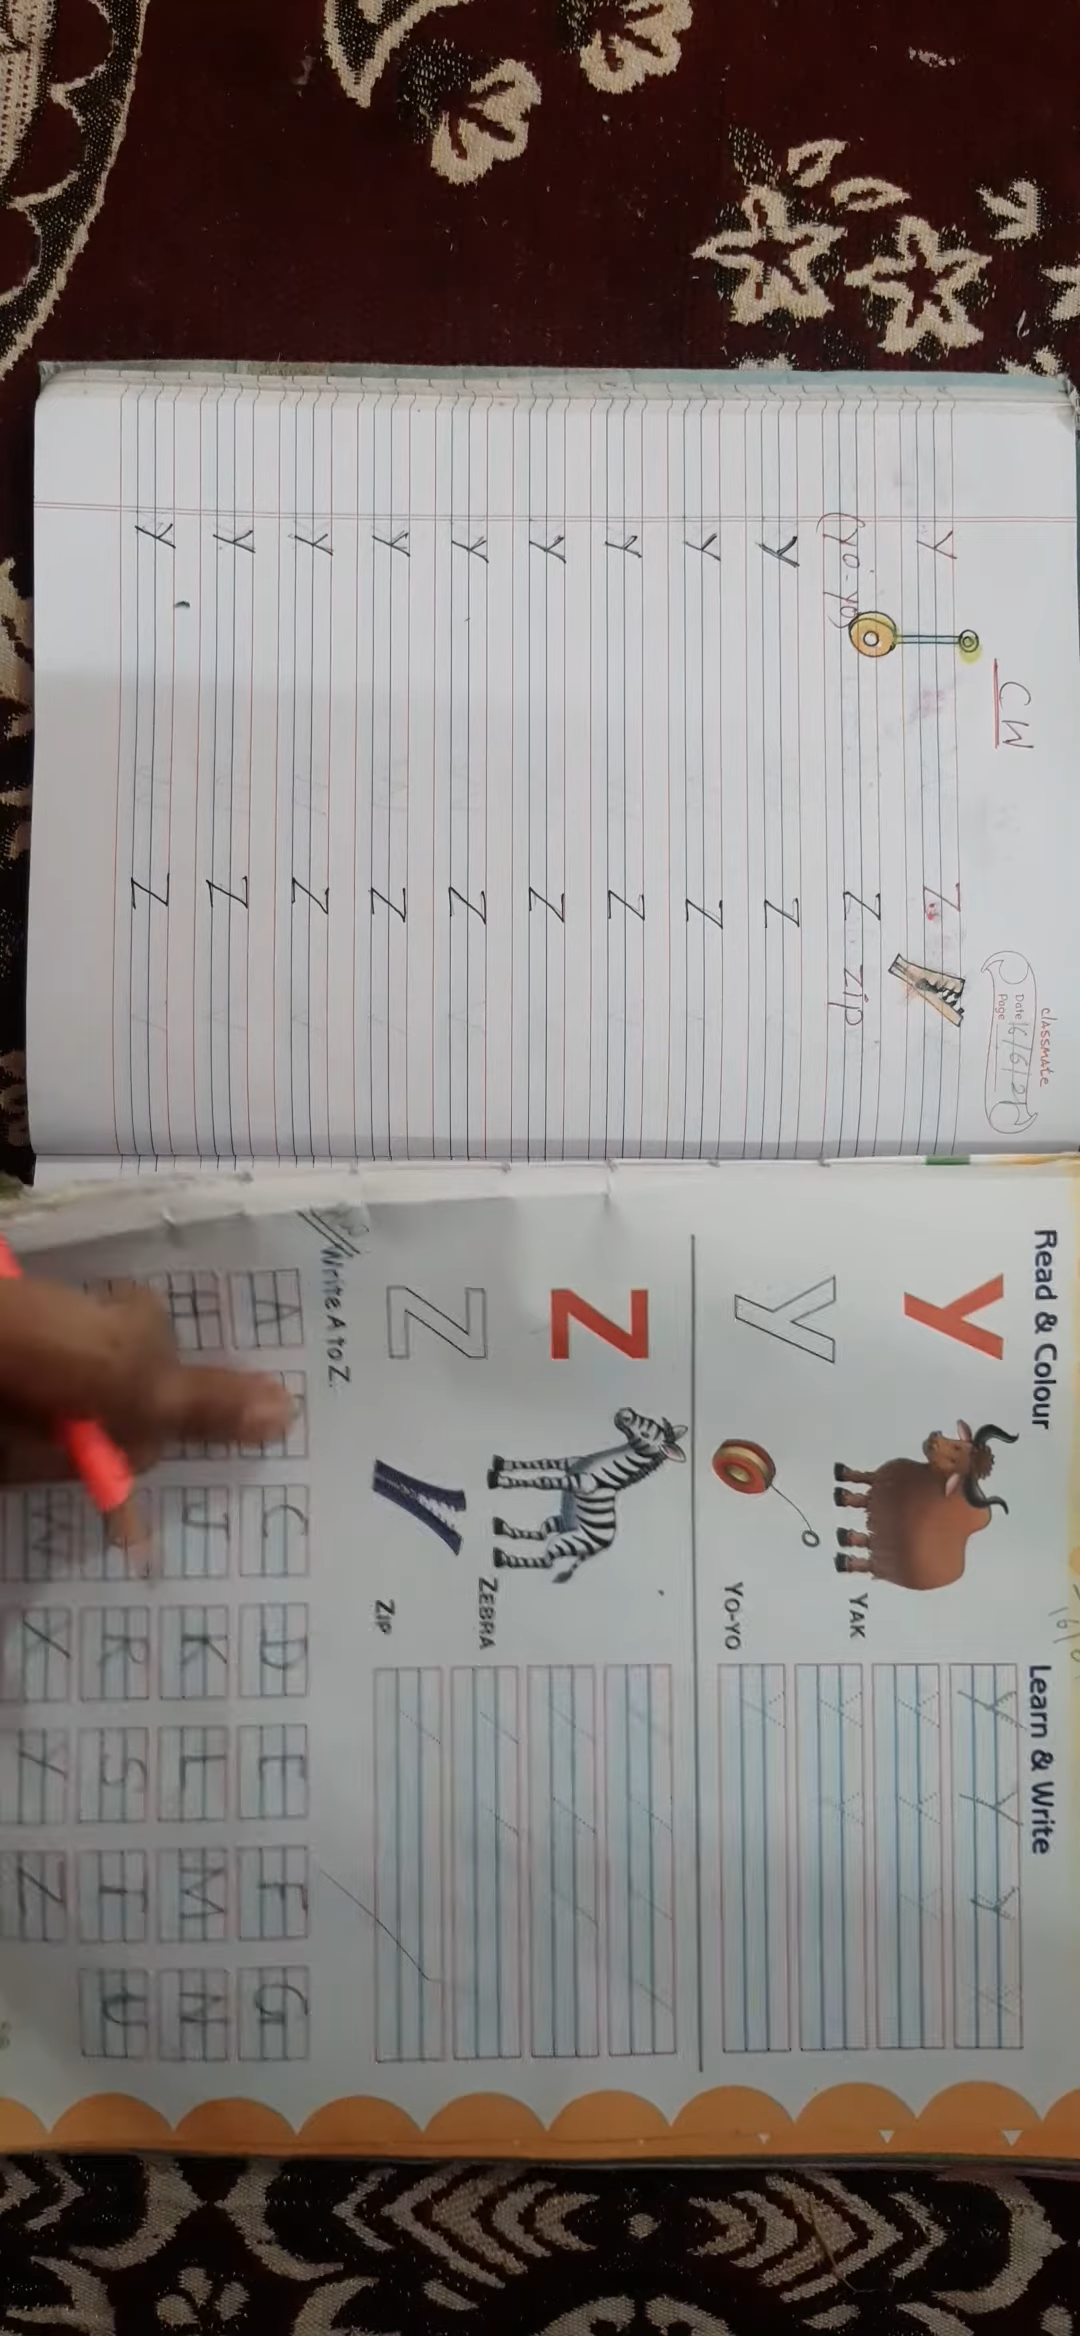 classmate
Date 16/6/21
Page
CW
Y Z
(Yo-yo) Z Zip
Y Z
Y Z
Y Z
Y Z
Y Z
Y Z
Y Z
Y Z
Y Z
Read & Colour
Learn & Write
Y
YAK
Y Y Y Y
Y
YO-YO
Z
ZEBRA
Z
ZIP
Write A to Z.
A C D E F G
J K L M N
R S T U
W X Y Z